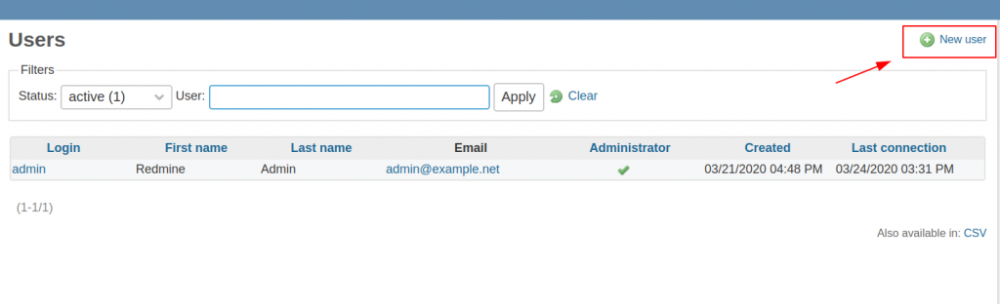 Users
New user
Filters
Status: active (1) User: Apply Clear
Login First name Last name Email Administrator Created Last connection
admin Redmine Admin admin@example.net 03/21/2020 04:48 PM 03/24/2020 03:31 PM
(1-1/1)
Also available in: CSV